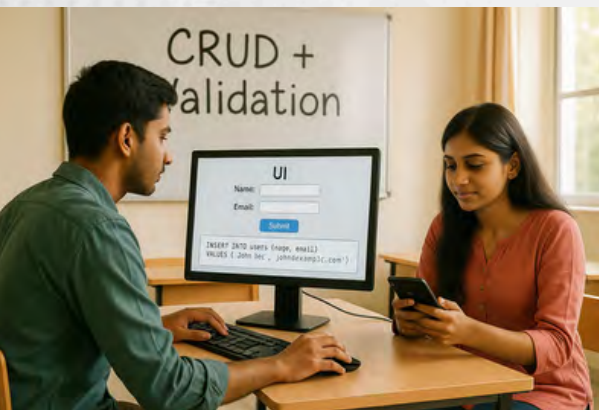 CRUD +
Validation
UI
Name:
Email:
Submit
INSERT INTO users (name, email)
VALUES (